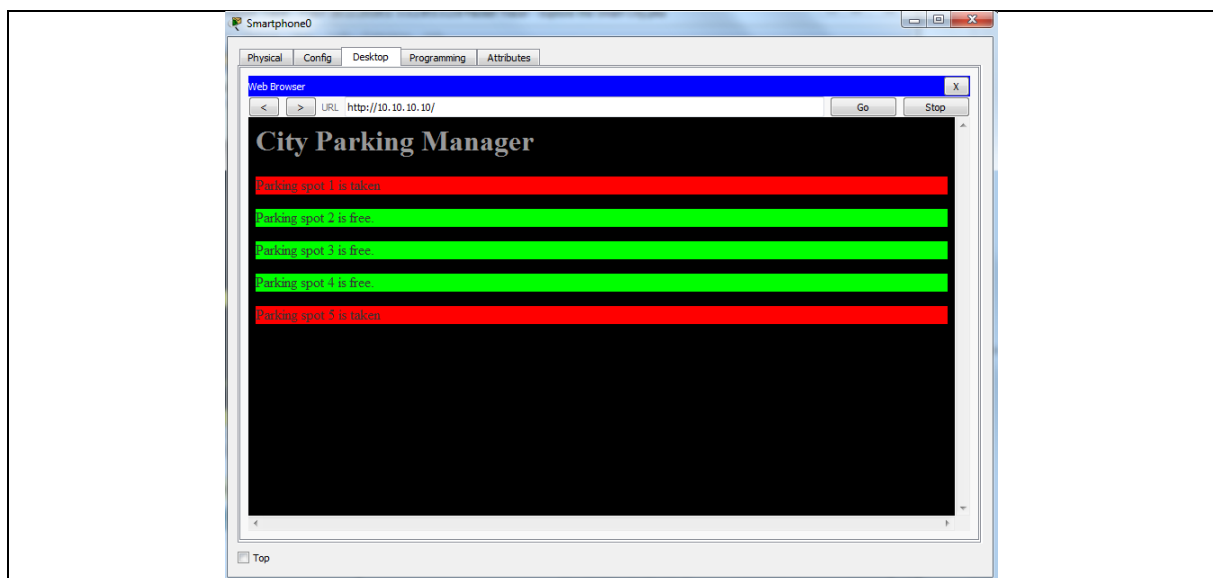 Smartphone0
Physical Config Desktop Programming Attributes
Web Browser
X
< > URL http://10.10.10.10/ Go Stop
City Parking Manager
Parking spot 1 is taken
Parking spot 2 is free.
Parking spot 3 is free.
Parking spot 4 is free.
Parking spot 5 is taken
Top